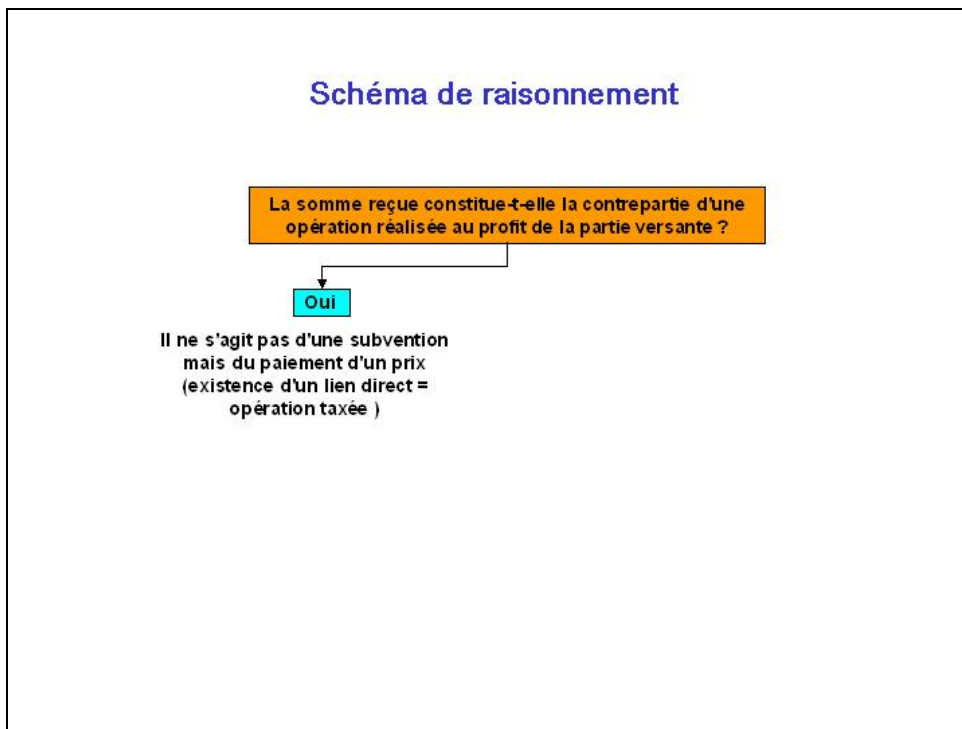 Schéma de raisonnement
La somme reçue constitue-t-elle la contrepartie d'une
opération réalisée au profit de la partie versante ?
Oui
Il ne s'agit pas d'une subvention
mais du paiement d'un prix
(existence d'un lien direct =
opération taxée )